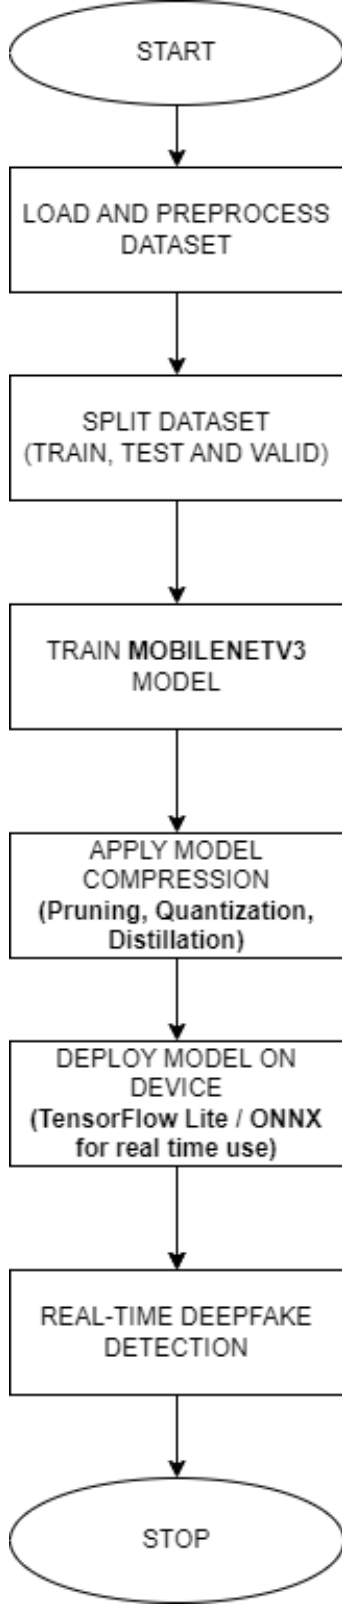 START
LOAD AND PREPROCESS
DATASET
SPLIT DATASET
(TRAIN, TEST AND VALID)
TRAIN MOBILENETV3
MODEL
APPLY MODEL
COMPRESSION
(Pruning, Quantization,
Distillation)
DEPLOY MODEL ON
DEVICE
(TensorFlow Lite / ONNX
for real time use)
REAL-TIME DEEPFAKE
DETECTION
STOP